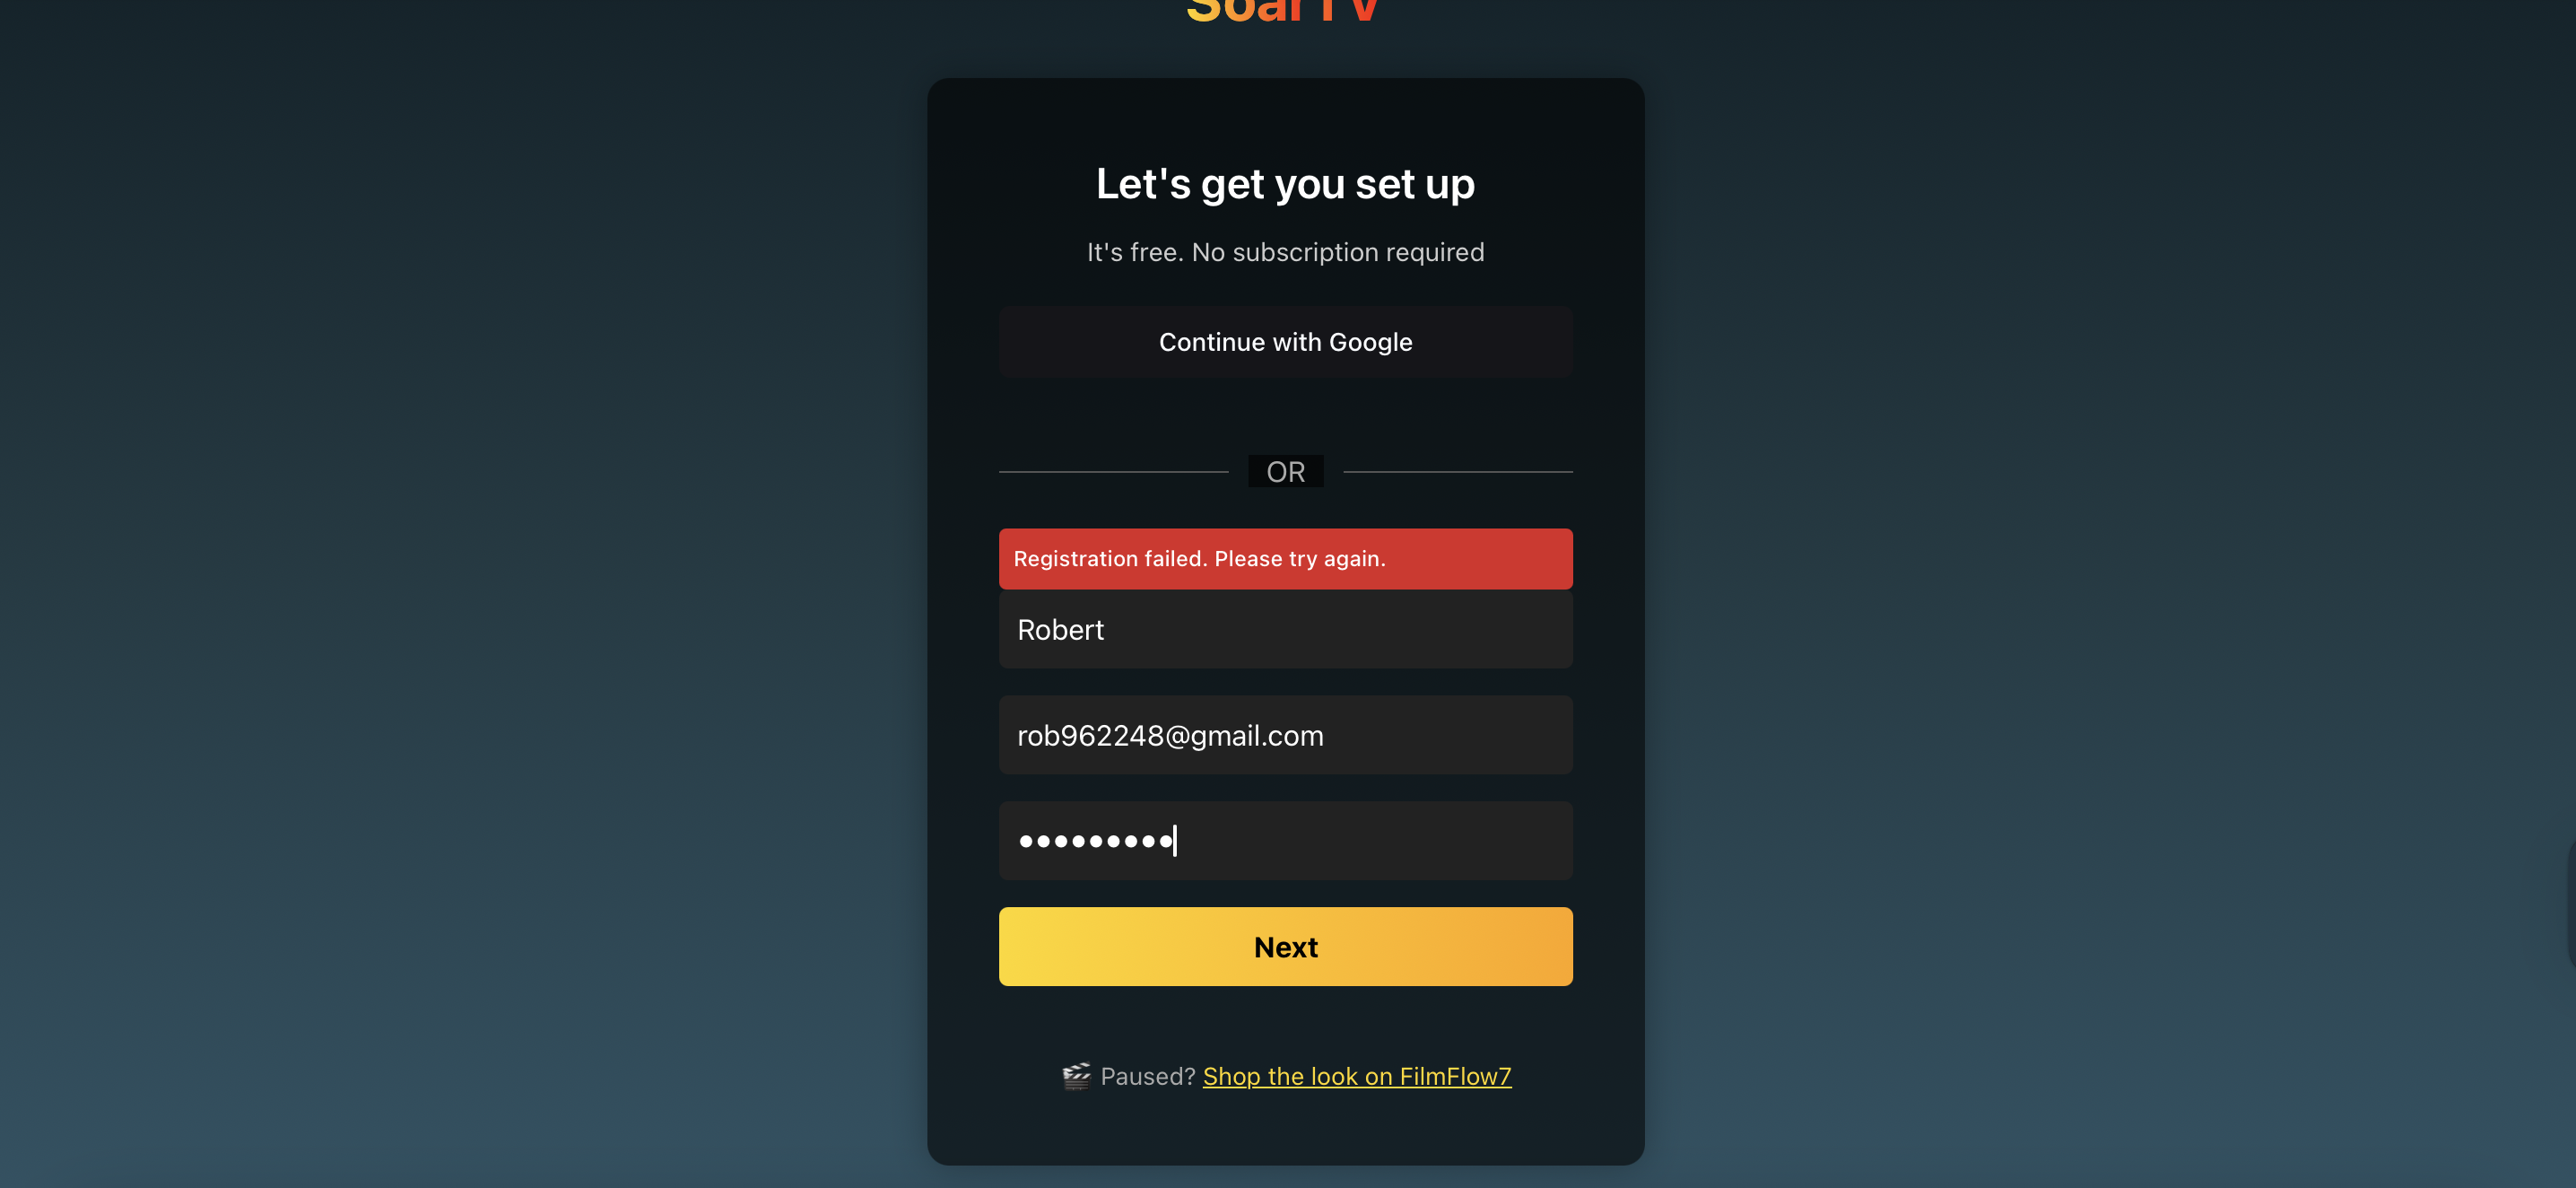 SoarTV
Let's get you set up
It's free. No subscription required
Continue with Google
OR
Registration failed. Please try again.
Robert
rob962248@gmail.com
•••••••••
Next
🎬 Paused? Shop the look on FilmFlow7